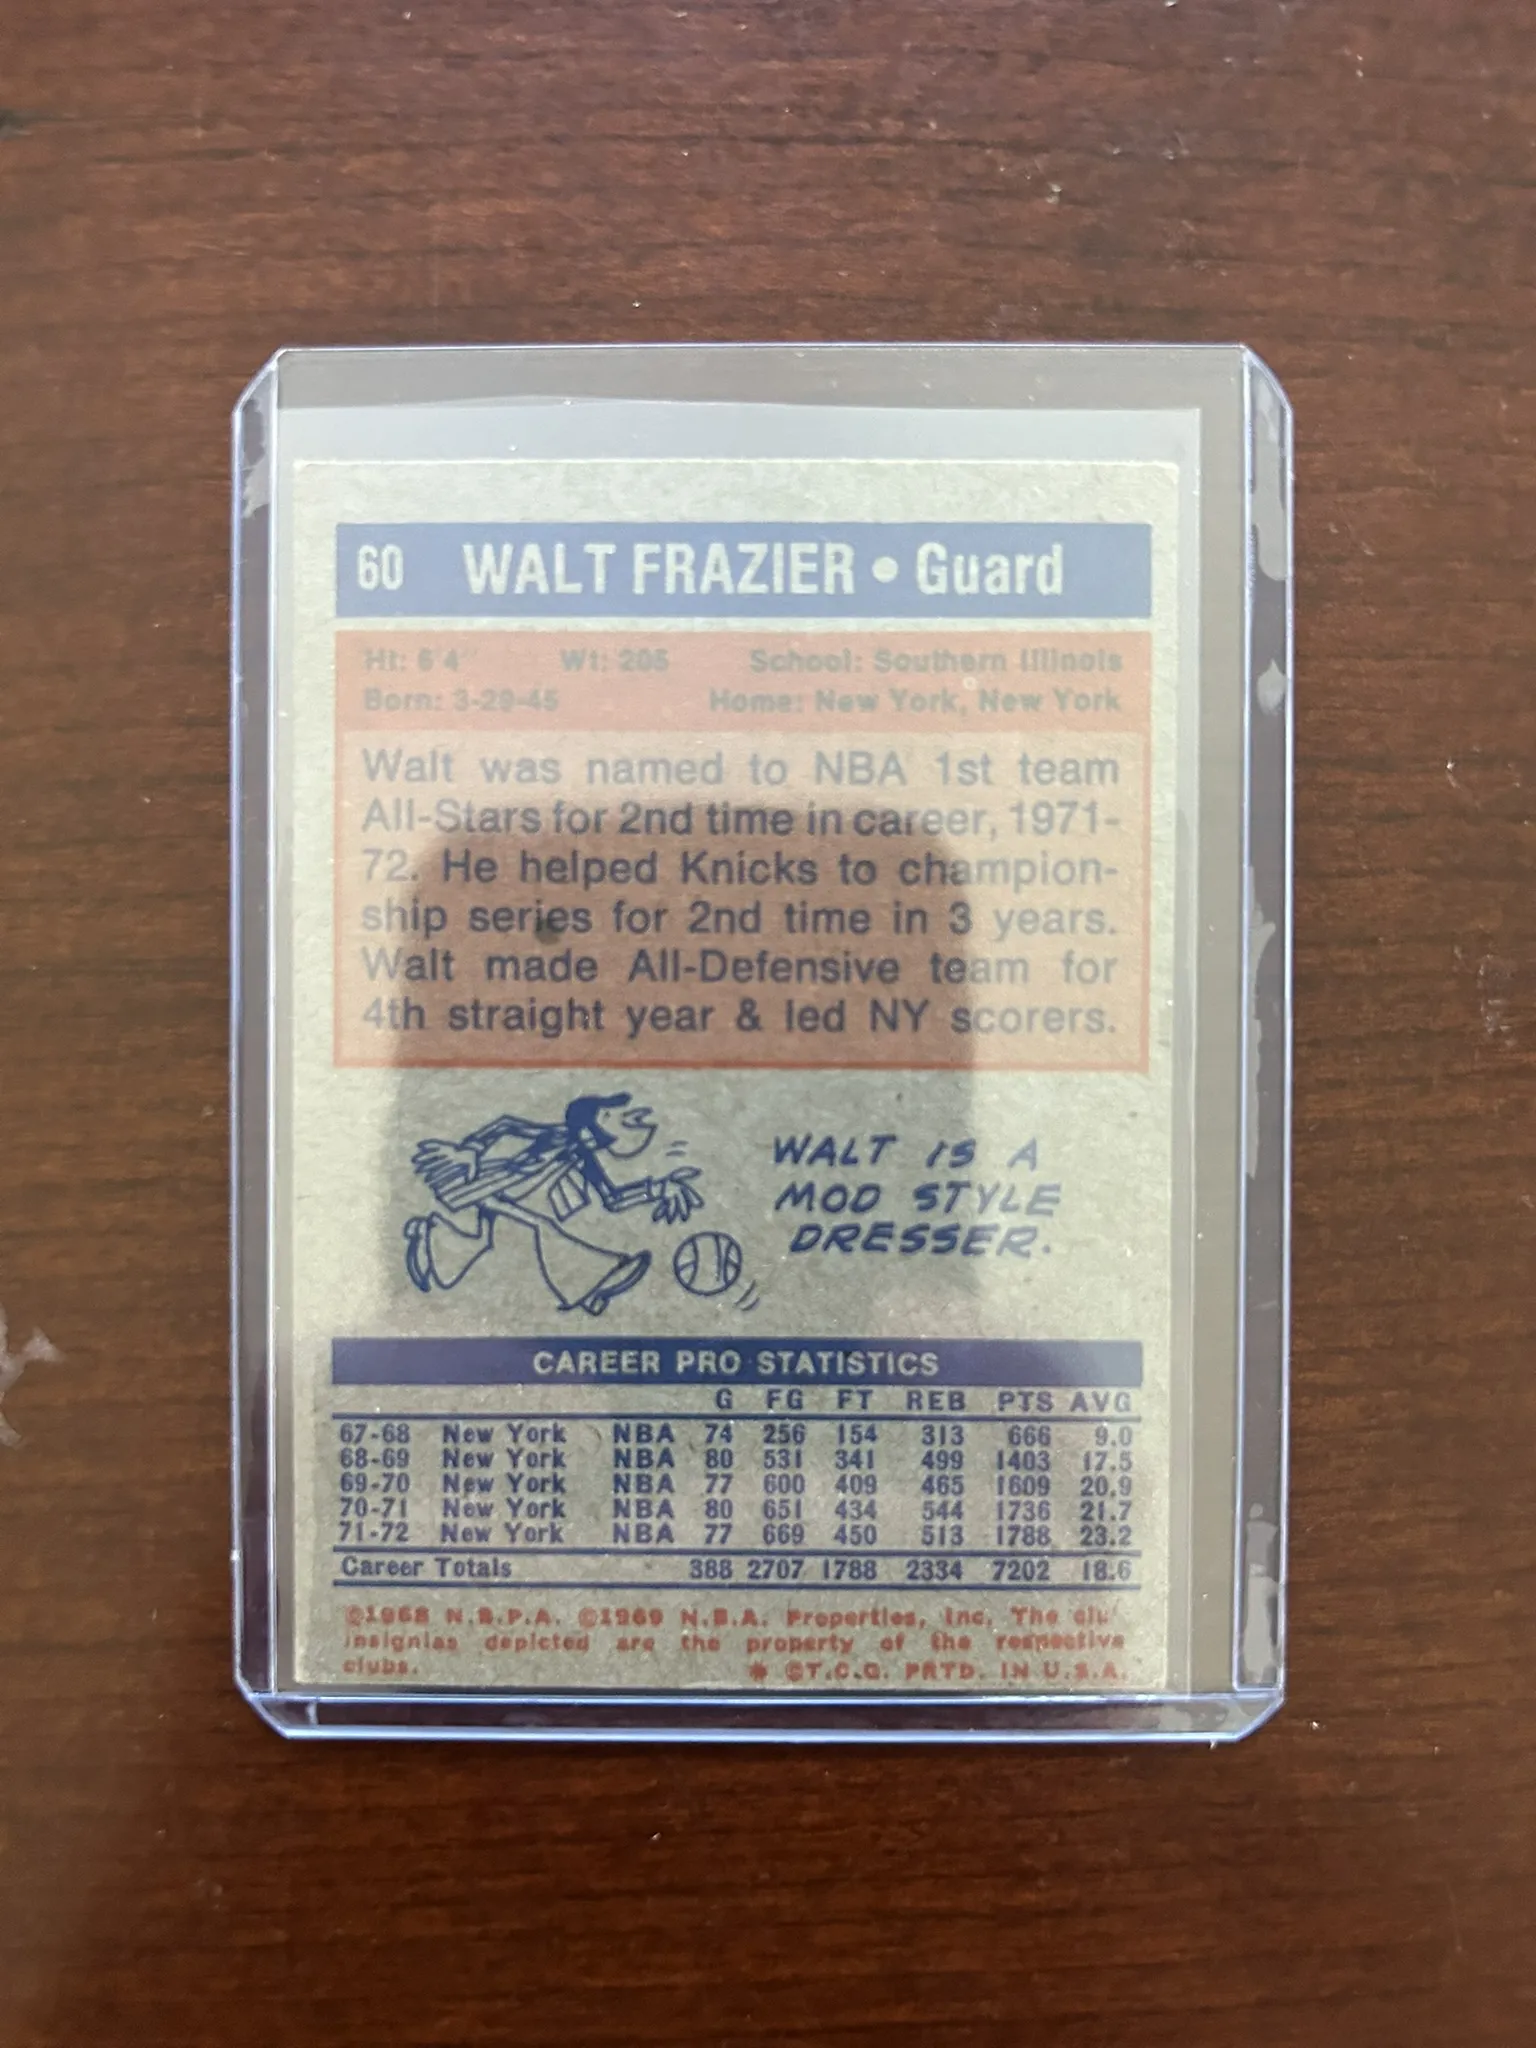 60 WALT FRAZIER • Guard
Ht: 6'4" Wt: 205 School: Southern Illinois
Born: 3-29-45 Home: New York, New York
Walt was named to NBA 1st team
All-Stars for 2nd time in career, 1971-
72. He helped Knicks to champion-
ship series for 2nd time in 3 years.
Walt made All-Defensive team for
4th straight year & led NY scorers.
WALT IS A
MOD STYLE
DRESSER.
CAREER PRO STATISTICS
G FG FT REB PTS AVG
67-68 New York NBA 74 256 154 313 666 9.0
68-69 New York NBA 80 531 341 499 1403 17.5
69-70 New York NBA 77 600 409 465 1609 20.9
70-71 New York NBA 80 651 434 544 1736 21.7
71-72 New York NBA 77 669 450 513 1788 23.2
Career Totals 388 2707 1788 2334 7202 18.6
©1968 N.B.P.A. ©1969 N.B.A. Properties, Inc. The
insignias depicted are the property of the respective
clubs. * ©T.C.G. PRTD. IN U.S.A.